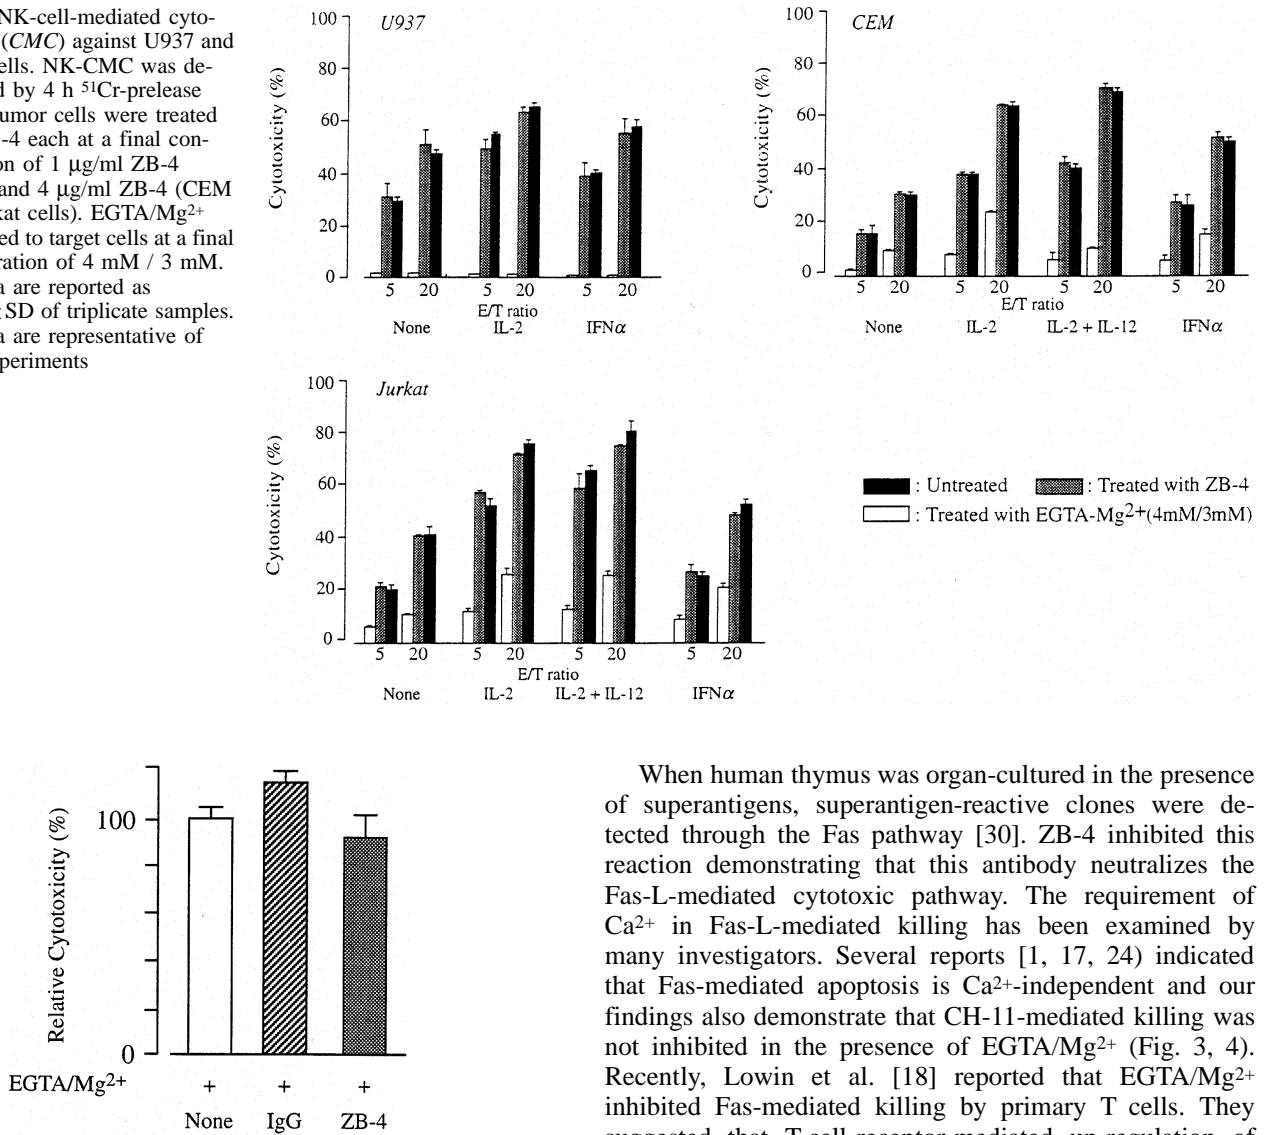 NK-cell-mediated cyto-
(CMC) against U937 and
ells. NK-CMC was de-
d by 4 h ⁵¹Cr-prelease
umor cells were treated
-4 each at a final con-
on of 1 µg/ml ZB-4
and 4 µg/ml ZB-4 (CEM
kat cells). EGTA/Mg²⁺
ed to target cells at a final
ration of 4 mM / 3 mM.
a are reported as
SD of triplicate samples.
a are representative of
periments
U937
Cytotoxicity (%)
100
80
60
40
20
0
5 20 5 20 5 20
E/T ratio
None IL-2 IFNα
CEM
Cytotoxicity (%)
100
80
60
40
20
0
5 20 5 20 5 20 5 20
E/T ratio
None IL-2 IL-2 + IL-12 IFNα
Jurkat
Cytotoxicity (%)
100
80
60
40
20
0
5 20 5 20 5 20 5 20
E/T ratio
None IL-2 IL-2 + IL-12 IFNα
: Untreated : Treated with ZB-4
: Treated with EGTA-Mg²⁺(4mM/3mM)
Relative Cytotoxicity (%)
100
0
EGTA/Mg²⁺ + + +
None IgG ZB-4
When human thymus was organ-cultured in the presence
of superantigens, superantigen-reactive clones were de-
tected through the Fas pathway [30]. ZB-4 inhibited this
reaction demonstrating that this antibody neutralizes the
Fas-L-mediated cytotoxic pathway. The requirement of
Ca²⁺ in Fas-L-mediated killing has been examined by
many investigators. Several reports [1, 17, 24) indicated
that Fas-mediated apoptosis is Ca²⁺-independent and our
findings also demonstrate that CH-11-mediated killing was
not inhibited in the presence of EGTA/Mg²⁺ (Fig. 3, 4).
Recently, Lowin et al. [18] reported that EGTA/Mg²⁺
inhibited Fas-mediated killing by primary T cells. They
suggested that T-cell-receptor-mediated up-regulation of